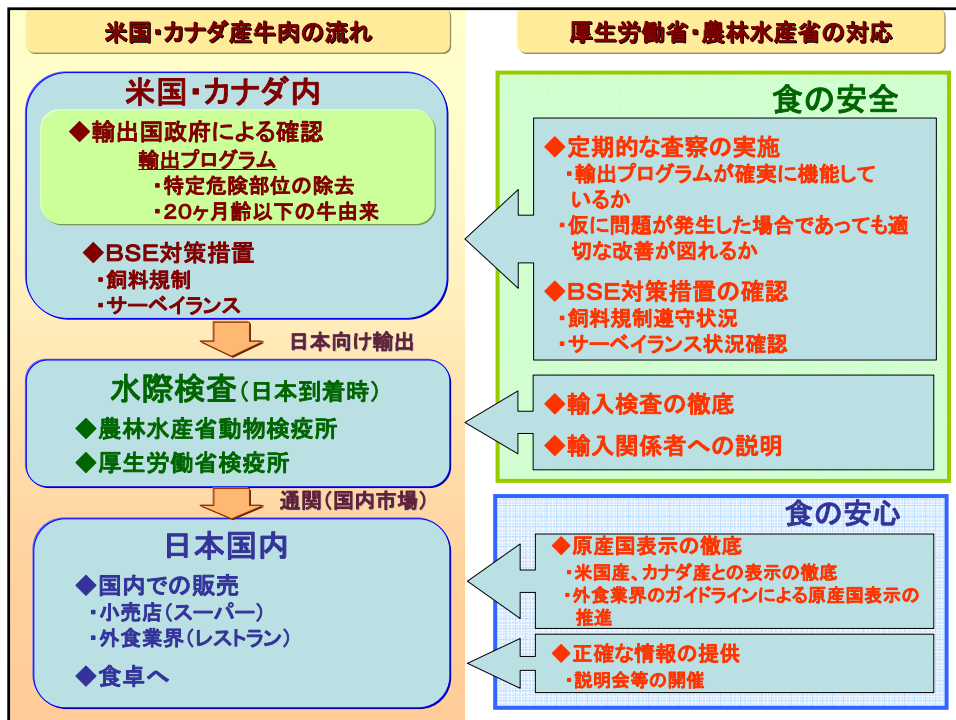 米国・カナダ産牛肉の流れ
米国・カナダ内
◆輸出国政府による確認
輸出プログラム
・特定危険部位の除去
・20ヶ月齢以下の牛由来
◆BSE対策措置
・飼料規制
・サーベイランス
日本向け輸出
水際検査(日本到着時)
◆農林水産省動物検疫所
◆厚生労働省検疫所
通関(国内市場)
日本国内
◆国内での販売
・小売店(スーパー)
・外食業界(レストラン)
◆食卓へ
厚生労働省・農林水産省の対応
食の安全
◆定期的な査察の実施
・輸出プログラムが確実に機能して
いるか
・仮に問題が発生した場合であっても適
切な改善が図れるか
◆BSE対策措置の確認
・飼料規制遵守状況
・サーベイランス状況確認
◆輸入検査の徹底
◆輸入関係者への説明
食の安心
◆原産国表示の徹底
・米国産、カナダ産との表示の徹底
・外食業界のガイドラインによる原産国表示の
推進
◆正確な情報の提供
・説明会等の開催